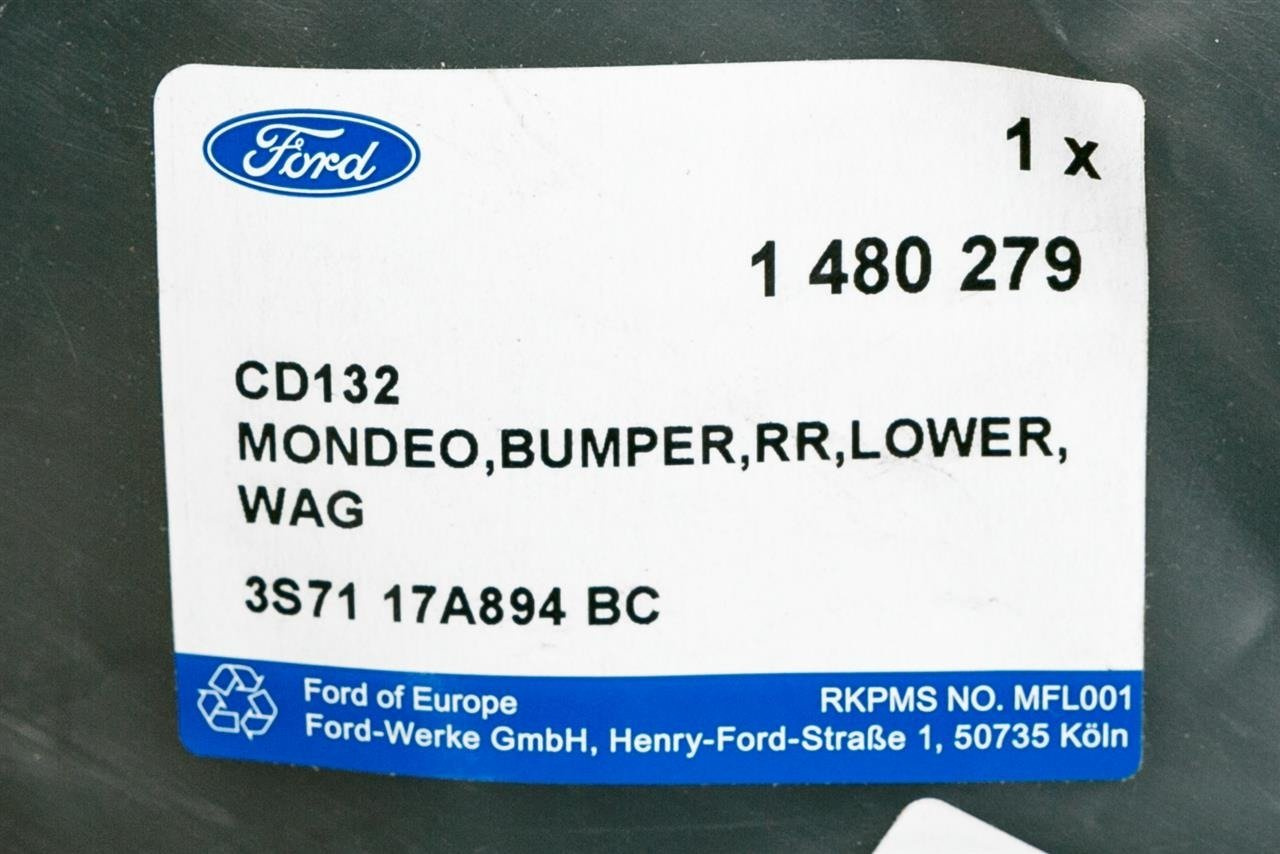 Ford
1 x
1 480 279
CD132
MONDEO,BUMPER,RR,LOWER,
WAG
3S71 17A894 BC
Ford of Europe
RKPMS NO. MFL001
Ford-Werke GmbH, Henry-Ford-Straße 1, 50735 Köln